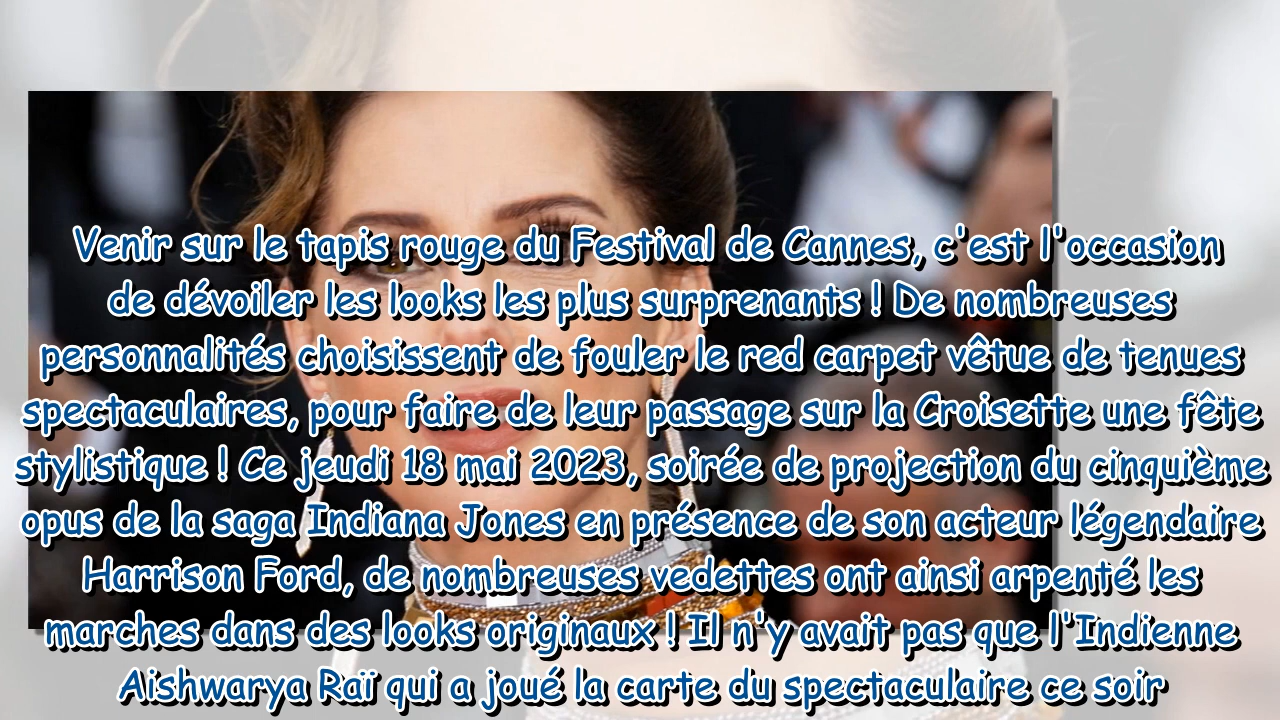 Venir sur le tapis rouge du Festival de Cannes, c'est l'occasion
de dévoiler les looks les plus surprenants ! De nombreuses
personnalités choisissent de fouler le red carpet vêtue de tenues
spectaculaires, pour faire de leur passage sur la Croisette une fête
stylistique ! Ce jeudi 18 mai 2023, soirée de projection du cinquième
opus de la saga Indiana Jones en présence de son acteur légendaire
Harrison Ford, de nombreuses vedettes ont ainsi arpenté les
marches dans des looks originaux ! Il n'y avait pas que l'Indienne
Aishwarya Raï qui a joué la carte du spectaculaire ce soir